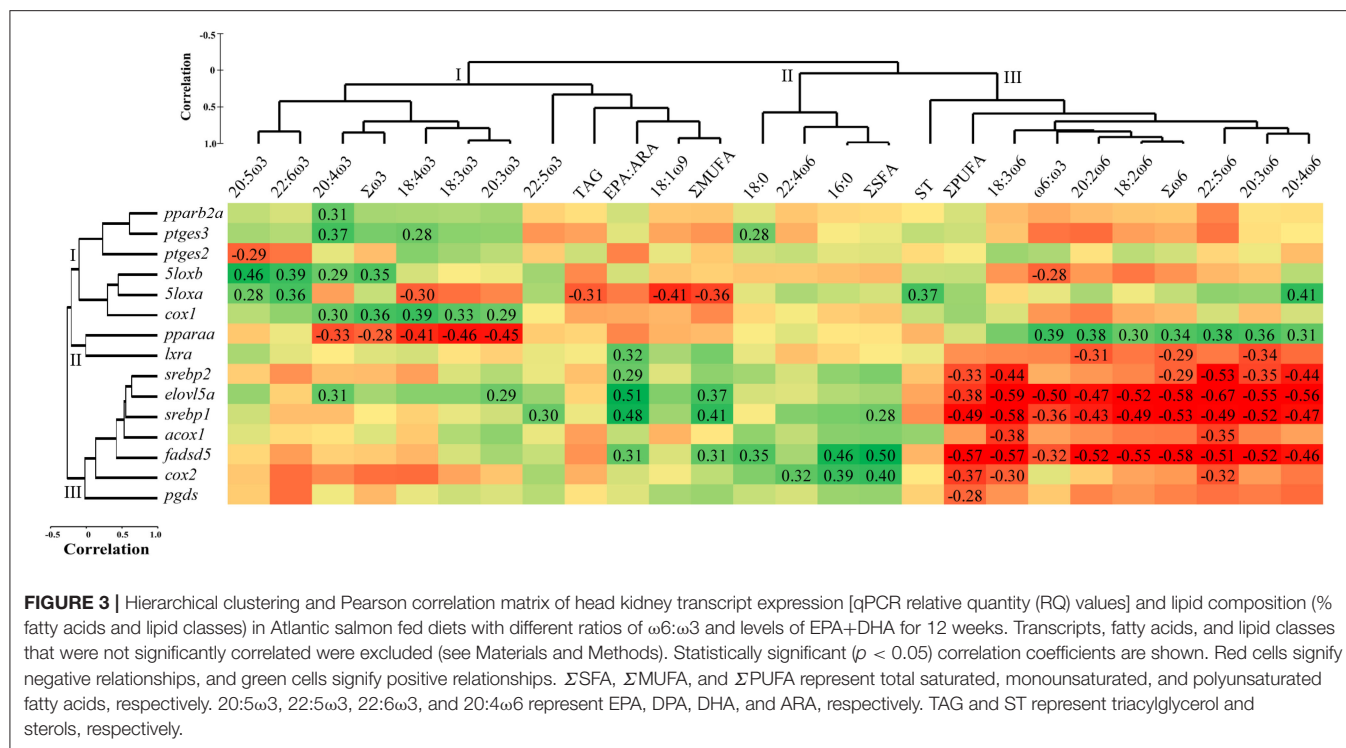 -0.5
0
0.5
1.0
Correlation
I
II
III
20:5ω3 22:6ω3 20:4ω3 Σω3 18:4ω3 18:3ω3 20:3ω3 22:5ω3 TAG EPA:ARA 18:1ω9 ΣMUFA 18:0 22:4ω6 16:0 ΣSFA ST ΣPUFA 18:3ω6 ω6:ω3 20:2ω6 18:2ω6 Σω6 22:5ω6 20:3ω6 20:4ω6
I
II
III
pparb2a 0.31
ptges3 0.37 0.28 0.28
ptges2 -0.29
5loxb 0.46 0.39 0.29 0.35 -0.28
5loxa 0.28 0.36 -0.30 -0.31 -0.41 -0.36 0.37 0.41
cox1 0.30 0.36 0.39 0.33 0.29
pparaa -0.33 -0.28 -0.41 -0.46 -0.45 0.39 0.38 0.30 0.34 0.38 0.36 0.31
lxra 0.32 -0.31 -0.29 -0.34
srebp2 0.29 -0.33 -0.44 -0.29 -0.53 -0.35 -0.44
elovl5a 0.31 0.29 0.51 0.37 -0.38 -0.59 -0.50 -0.47 -0.52 -0.58 -0.67 -0.55 -0.56
srebp1 0.30 0.48 0.41 0.28 -0.49 -0.58 -0.36 -0.43 -0.49 -0.53 -0.49 -0.52 -0.47
acox1 -0.38 -0.35
fadsd5 0.31 0.31 0.35 0.46 0.50 -0.57 -0.57 -0.32 -0.52 -0.55 -0.58 -0.51 -0.52 -0.46
cox2 0.32 0.39 0.40 -0.37 -0.30 -0.32
pgds -0.28
-0.5 0 0.5 1.0
Correlation
FIGURE 3 | Hierarchical clustering and Pearson correlation matrix of head kidney transcript expression [qPCR relative quantity (RQ) values] and lipid composition (%
fatty acids and lipid classes) in Atlantic salmon fed diets with different ratios of ω6:ω3 and levels of EPA+DHA for 12 weeks. Transcripts, fatty acids, and lipid classes
that were not significantly correlated were excluded (see Materials and Methods). Statistically significant (p < 0.05) correlation coefficients are shown. Red cells signify
negative relationships, and green cells signify positive relationships. ΣSFA, ΣMUFA, and ΣPUFA represent total saturated, monounsaturated, and polyunsaturated
fatty acids, respectively. 20:5ω3, 22:5ω3, 22:6ω3, and 20:4ω6 represent EPA, DPA, DHA, and ARA, respectively. TAG and ST represent triacylglycerol and
sterols, respectively.